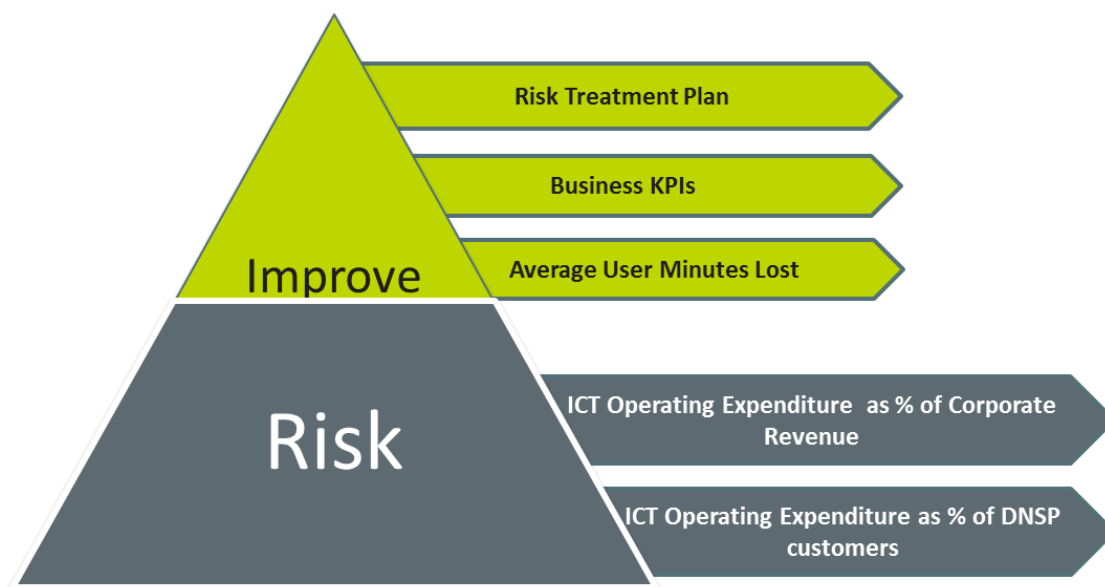 Risk Treatment Plan
Business KPIs
Average User Minutes Lost
Improve
ICT Operating Expenditure as % of Corporate
Revenue
Risk
ICT Operating Expenditure as % of DNSP
customers